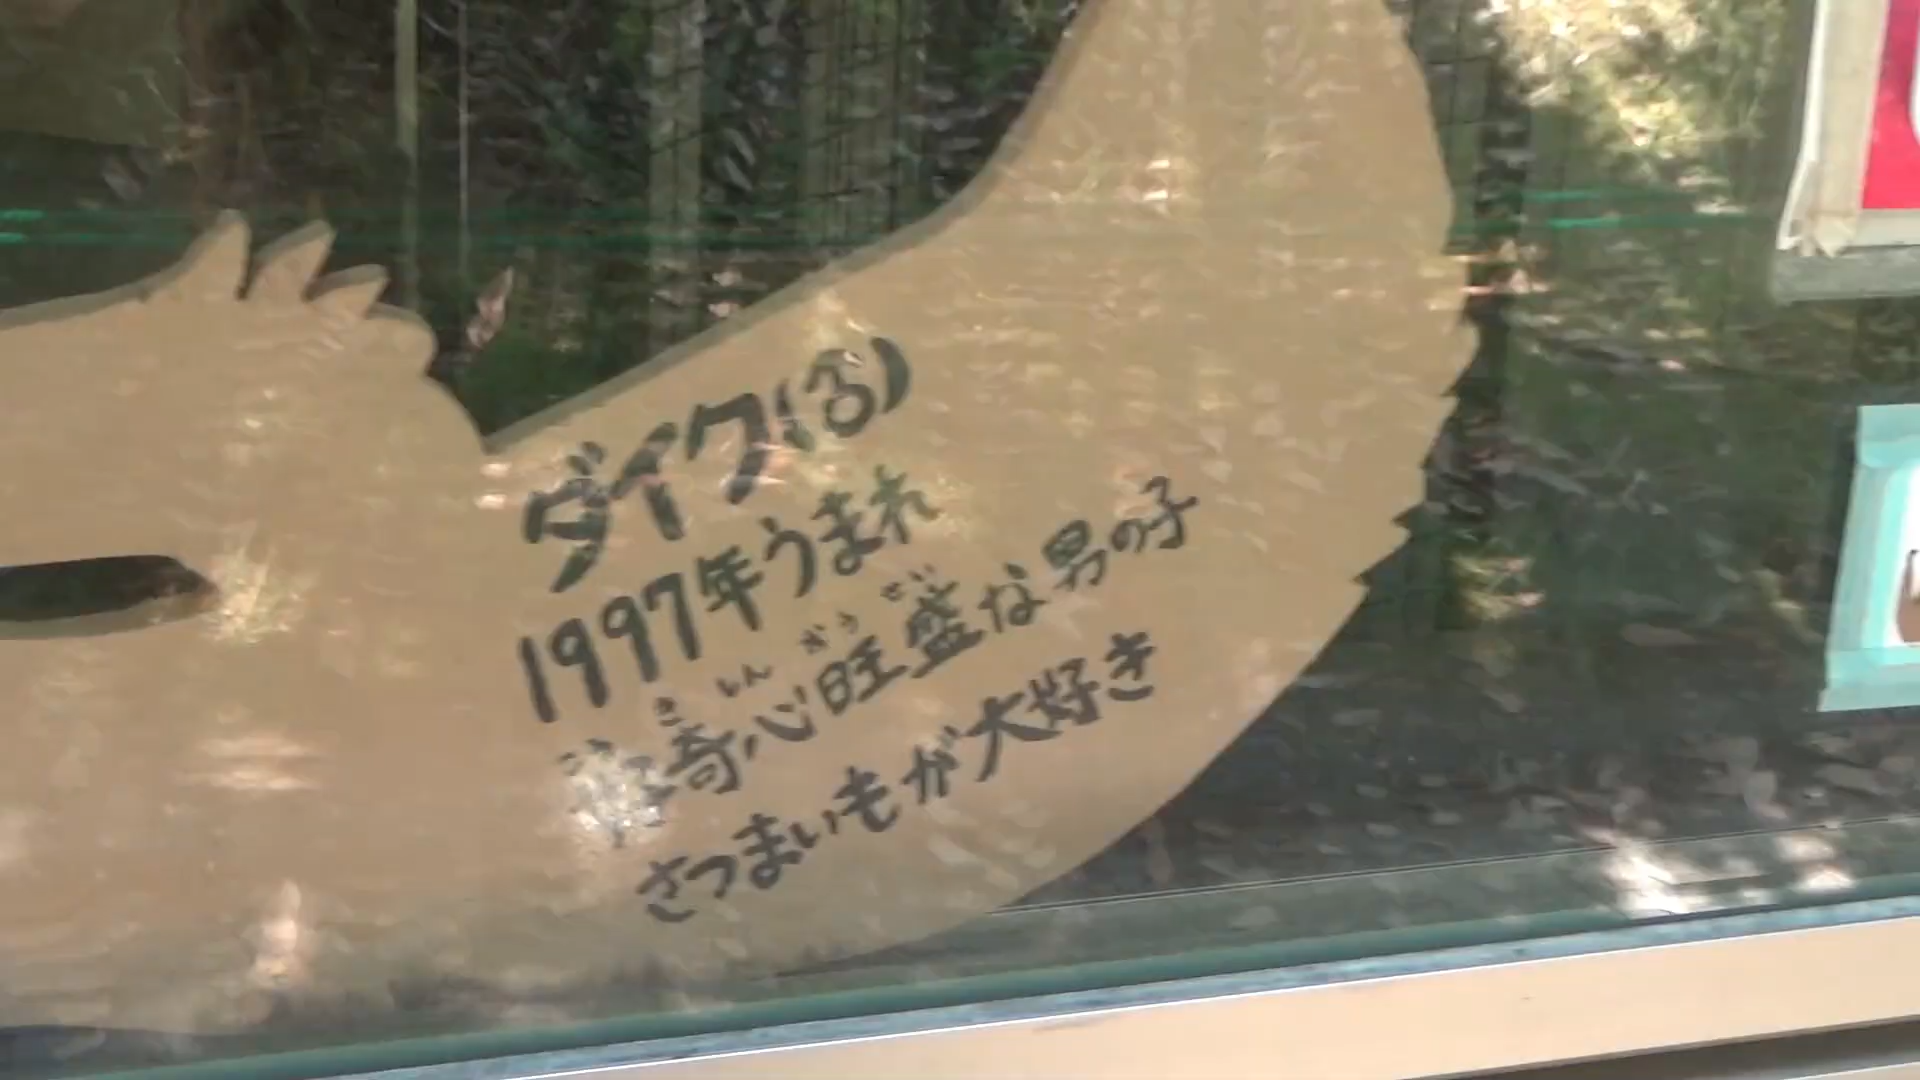 ダイク(♂)
1997年うまれ
好奇心旺盛な男の子
さつまいもが大好き